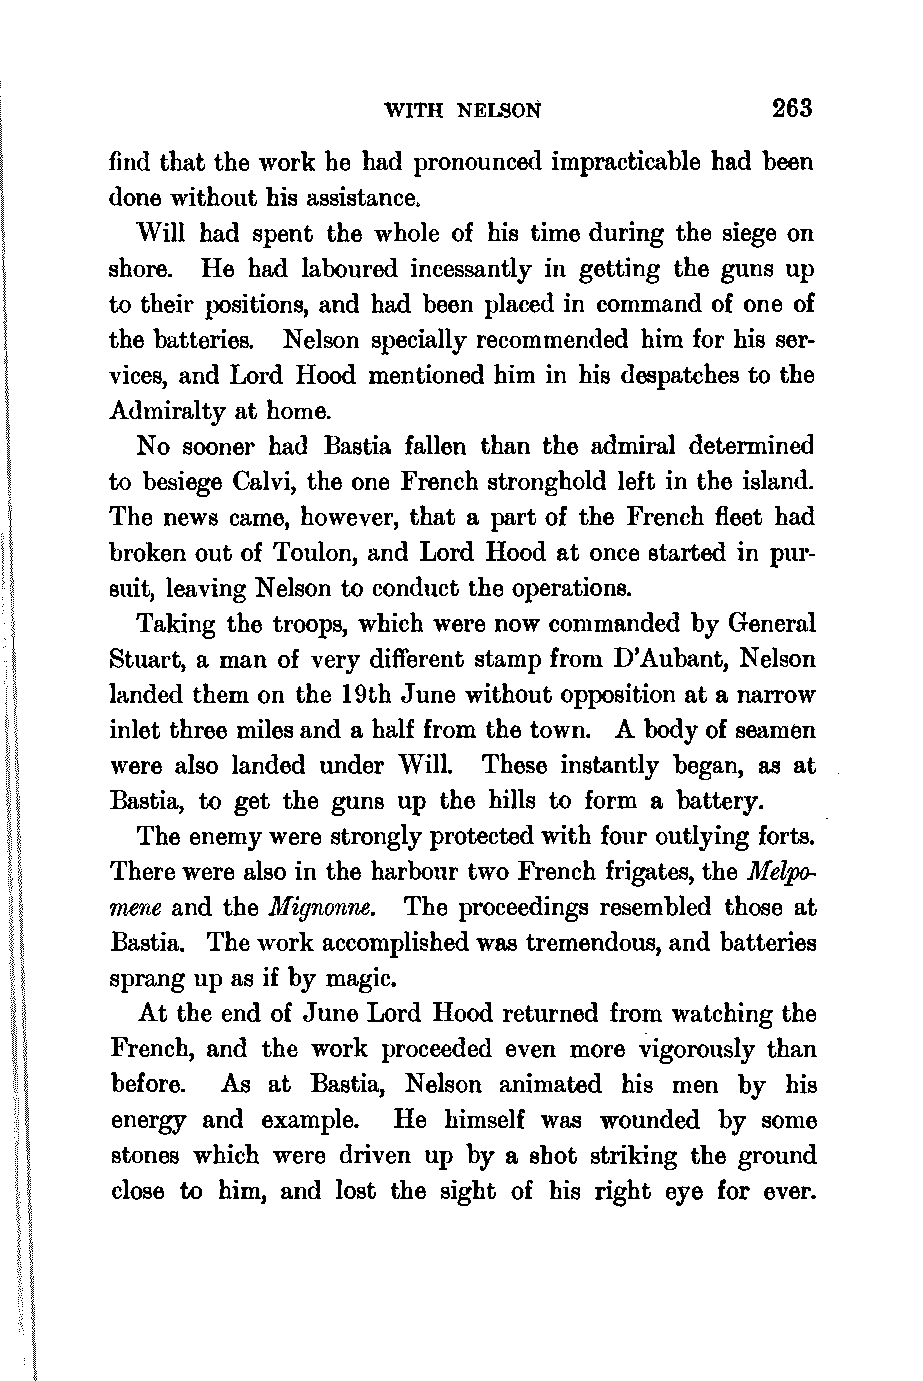 WITH NELSON 263
find that the work he had pronounced impracticable had been
done without his assistance.
Will had spent the whole of his time during the siege on
shore. He had laboured incessantly in getting the guns up
to their positions, and had been placed in command of one of
the batteries. Nelson specially recommended him for his ser-
vices, and Lord Hood mentioned him in his despatches to the
Admiralty at home.
No sooner had Bastia fallen than the admiral determined
to besiege Calvi, the one French stronghold left in the island.
The news came, however, that a part of the French fleet had
broken out of Toulon, and Lord Hood at once started in pur-
suit, leaving Nelson to conduct the operations.
Taking the troops, which were now commanded by General
Stuart, a man of very different stamp from D'Aubant, Nelson
landed them on the 19th June without opposition at a narrow
inlet three miles and a half from the town. A body of seamen
were also landed under Will. These instantly began, as at
Bastia, to get the guns up the hills to form a battery.
The enemy were strongly protected with four outlying forts.
There were also in the harbour two French frigates, the Melpo-
mene and the Mignonne. The proceedings resembled those at
Bastia. The work accomplished was tremendous, and batteries
sprang up as if by magic.
At the end of June Lord Hood returned from watching the
French, and the work proceeded even more vigorously than
before. As at Bastia, Nelson animated his men by his
energy and example. He himself was wounded by some
stones which were driven up by a shot striking the ground
close to him, and lost the sight of his right eye for ever.